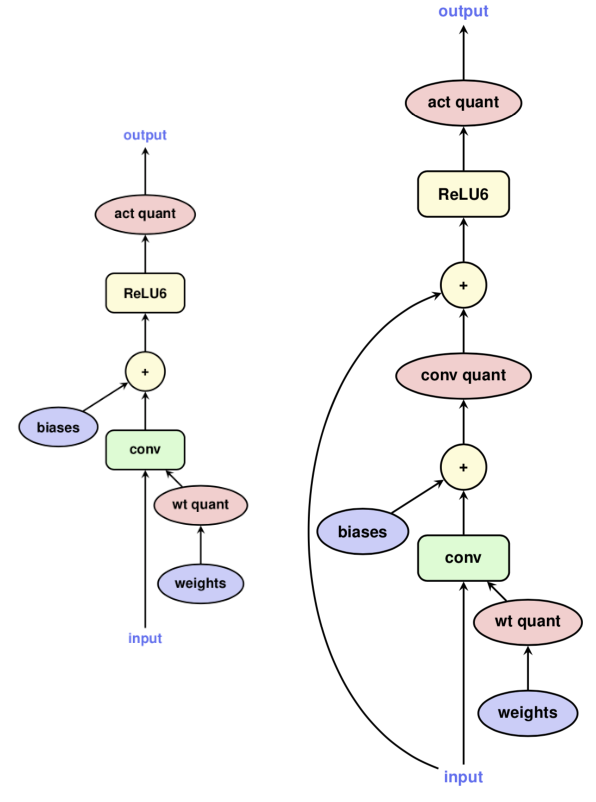 output
act quant
ReLU6
+
biases
conv
wt quant
weights
input
output
act quant
ReLU6
+
conv quant
+
biases
conv
wt quant
weights
input